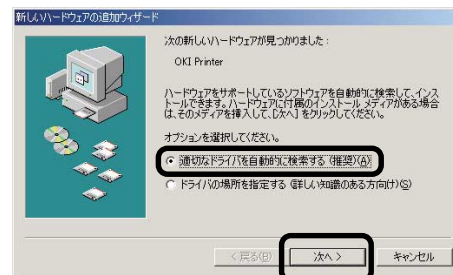 新しいハードウェアの追加ウィザード
次の新しいハードウェアが見つかりました:
OKI Printer
ハードウェアをサポートしているソフトウェアを自動的に検索して、インス
トールできます。ハードウェアに付属のインストール メディアがある場合
は、そのメディアを挿入して、[次へ] をクリックしてください。
オプションを選択してください。
適切なドライバを自動的に検索する (推奨)(A)
ドライバの場所を指定する (詳しい知識のある方向け)(S)
< 戻る(B)
次へ >
キャンセル